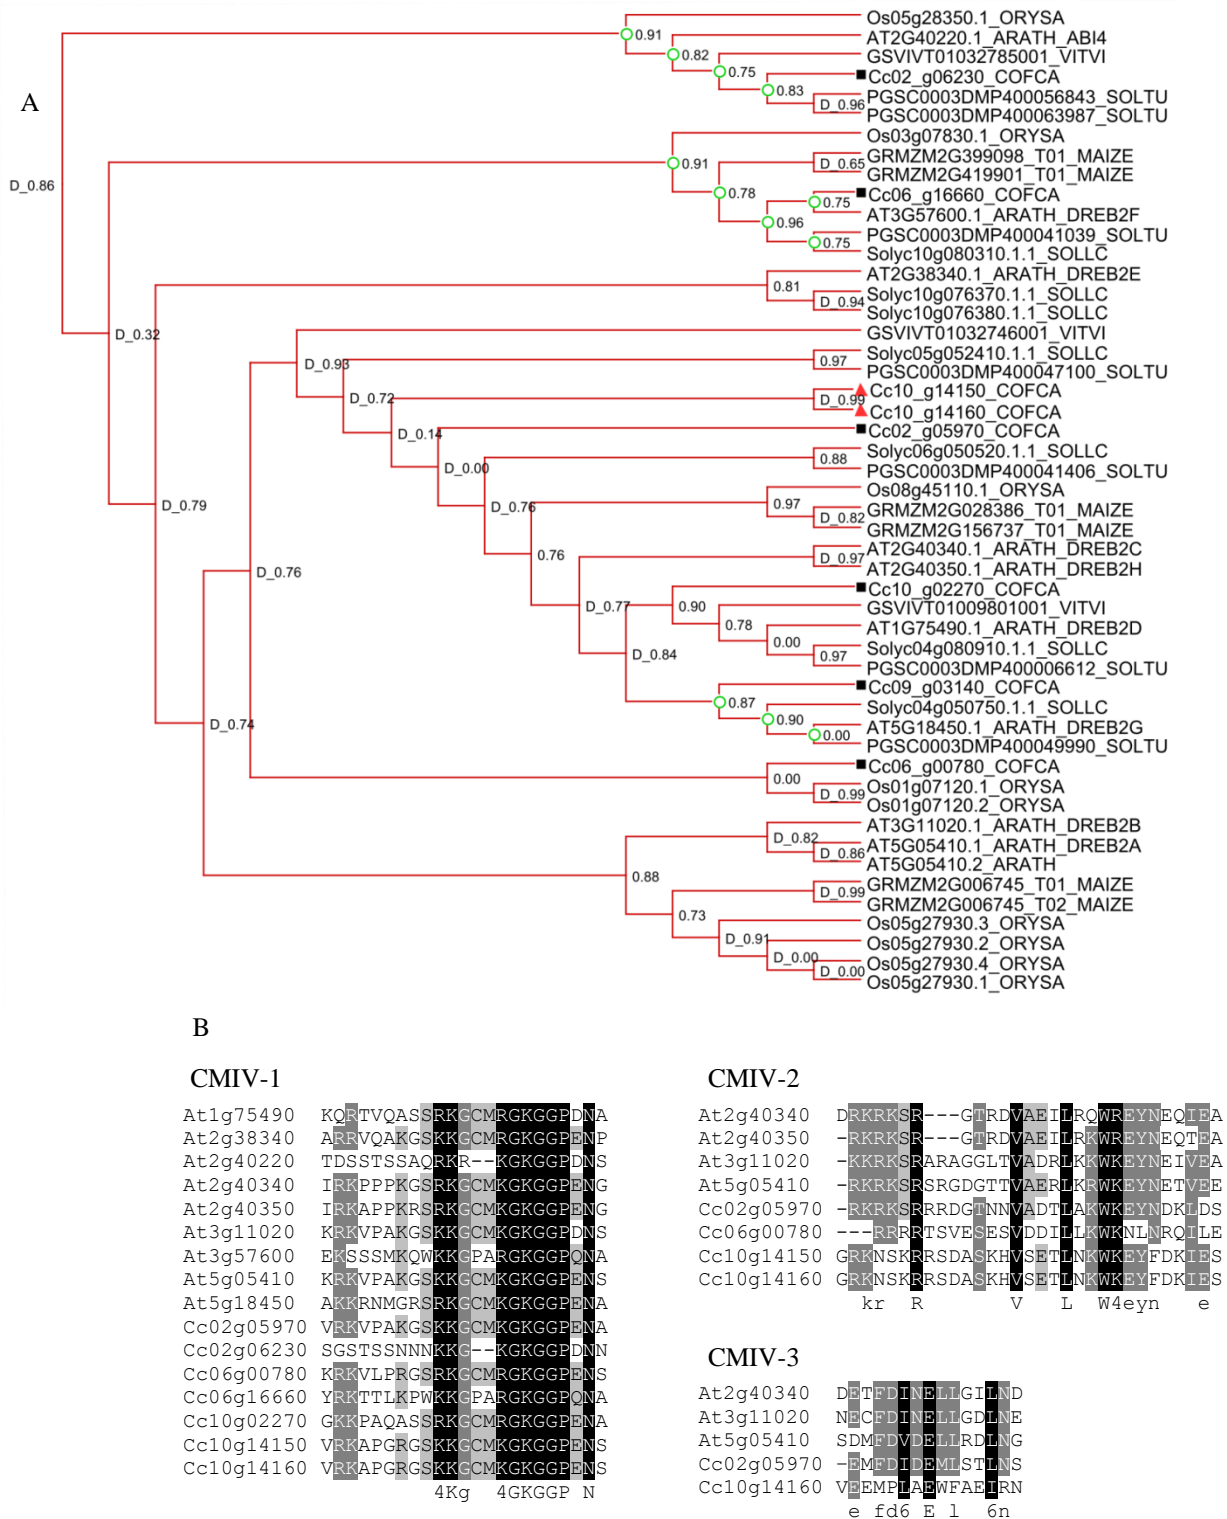 A
Os05g28350.1_ORYSA
0.91
AT2G40220.1_ARATH_ABI4
0.82
GSVIVT01032785001_VITVI
0.75
Cc02_g06230_COFCA
0.83
PGSC0003DMP400056843_SOLTU
D_0.96
PGSC0003DMP400063987_SOLTU
D_0.86
Os03g07830.1_ORYSA
0.91
GRMZM2G399098_T01_MAIZE
D_0.65
GRMZM2G419901_T01_MAIZE
0.78
Cc06_g16660_COFCA
0.75
AT3G57600.1_ARATH_DREB2F
0.96
PGSC0003DMP400041039_SOLTU
0.75
Solyc10g080310.1.1_SOLLC
AT2G38340.1_ARATH_DREB2E
0.81
Solyc10g076370.1.1_SOLLC
D_0.94
Solyc10g076380.1.1_SOLLC
D_0.32
GSVIVT01032746001_VITVI
D_0.93
Solyc05g052410.1.1_SOLLC
0.97
PGSC0003DMP400047100_SOLTU
D_0.72
Cc10_g14150_COFCA
D_0.99
Cc10_g14160_COFCA
D_0.14
Cc02_g05970_COFCA
D_0.00
Solyc06g050520.1.1_SOLLC
0.88
PGSC0003DMP400041406_SOLTU
D_0.79
D_0.76
Os08g45110.1_ORYSA
0.97
GRMZM2G028386_T01_MAIZE
D_0.82
GRMZM2G156737_T01_MAIZE
0.76
AT2G40340.1_ARATH_DREB2C
D_0.97
AT2G40350.1_ARATH_DREB2H
D_0.76
D_0.77
Cc10_g02270_COFCA
0.90
GSVIVT01009801001_VITVI
0.78
AT1G75490.1_ARATH_DREB2D
0.00
Solyc04g080910.1.1_SOLLC
0.97
PGSC0003DMP400006612_SOLTU
D_0.84
Cc09_g03140_COFCA
0.87
Solyc04g050750.1.1_SOLLC
0.90
AT5G18450.1_ARATH_DREB2G
0.00
PGSC0003DMP400049990_SOLTU
D_0.74
Cc06_g00780_COFCA
0.00
Os01g07120.1_ORYSA
D_0.99
Os01g07120.2_ORYSA
AT3G11020.1_ARATH_DREB2B
D_0.82
AT5G05410.1_ARATH_DREB2A
D_0.86
AT5G05410.2_ARATH
0.88
GRMZM2G006745_T01_MAIZE
D_0.99
GRMZM2G006745_T02_MAIZE
0.73
Os05g27930.3_ORYSA
D_0.91
Os05g27930.2_ORYSA
D_0.00
Os05g27930.4_ORYSA
D_0.00
Os05g27930.1_ORYSA
B
CMIV-1
At1g75490 KQRTVQASSRKGCMRGKGGPDNA
At2g38340 ARRVQAKGSKKGCMRGKGGPENP
At2g40220 TDSSTSSAQRKR--KGKGGPDNS
At2g40340 IRKPPPKGSRKGCMKGKGGPENG
At2g40350 IRKAPPKRSRKGCMKGKGGPENG
At3g11020 KRKVPAKGSKKGCMKGKGGPDNS
At3g57600 EKSSSMKQWKKGPARGKGGPQNA
At5g05410 KRKVPAKGSKKGCMKGKGGPENS
At5g18450 AKKRNMGRSRKGCMKGKGGPENA
Cc02g05970 VRKVPAKGSKKGCMKGKGGPENA
Cc02g06230 SGSTSSNNNKKG--KGKGGPDNN
Cc06g00780 KRKVLPRGSRKGCMRGKGGPENS
Cc06g16660 YRKTTLKPWKKGPARGKGGPQNA
Cc10g02270 GKKPAQASSRKGCMRGKGGPENA
Cc10g14150 VRKAPGRGSKKGCMKGKGGPENS
Cc10g14160 VRKAPGRGSKKGCMKGKGGPENS
4Kg 4GKGGP N
CMIV-2
At2g40340 DRKRKSR---GTRDVAEILRQWREYNEQIEA
At2g40350 -RKRKSR---GTRDVAEILRKWREYNEQTEA
At3g11020 -KKRKSRARAGGLTVADRLKKWKEYNEIVEA
At5g05410 -RKRKSRSRGDGTTVAERLKRWKEYNETVEE
Cc02g05970 -RKRKSRRRDGTNNVADTLAKWKEYNDKLDS
Cc06g00780 ---RRRRTSVESESVDDILLKWKNLNRQILE
Cc10g14150 GRKNSKRRSDASKHVSETLNKWKEYFDKIES
Cc10g14160 GRKNSKRRSDASKHVSETLNKWKEYFDKIES
kr R V L W4eyn e
CMIV-3
At2g40340 DETFDINELLGILND
At3g11020 NECFDINELLGDLNE
At5g05410 SDMFDVDELLRDLNG
Cc02g05970 -EMFDIDEMLSTLNS
Cc10g14160 VEEMPLAEWFAEIRN
e fd6 E l 6n